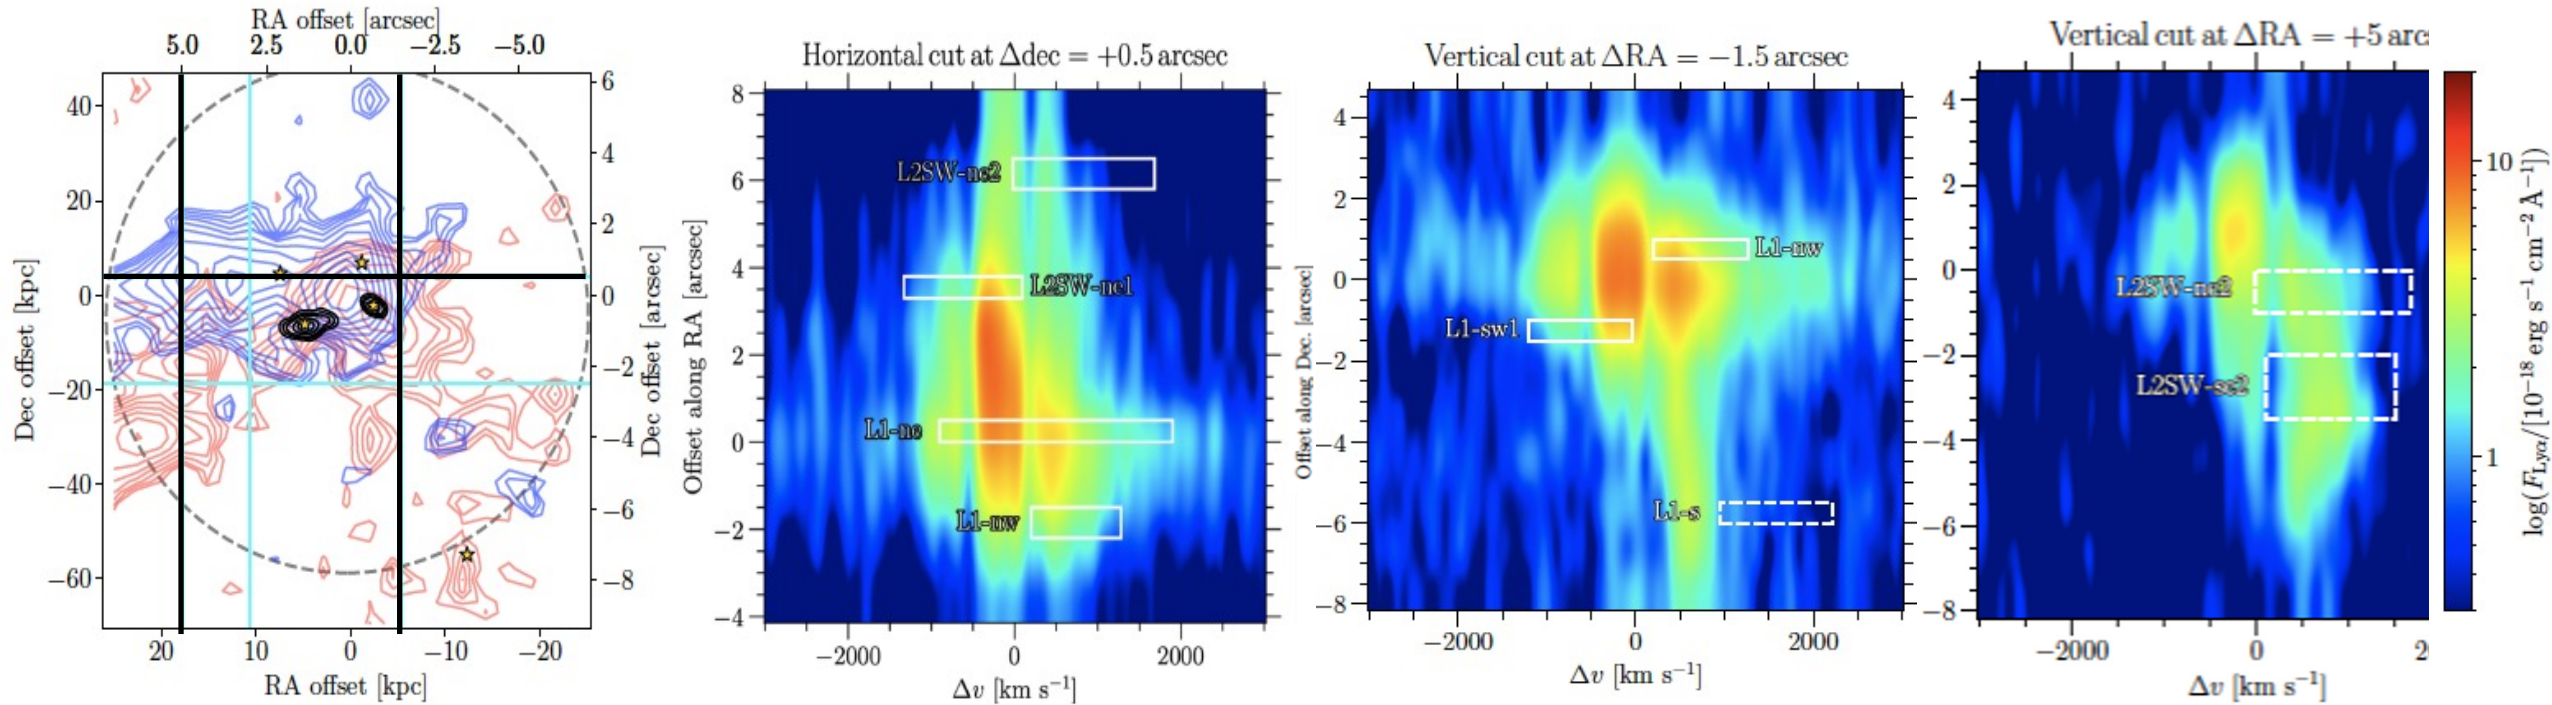 RA offset [arcsec]
5.0 2.5 0.0 −2.5 −5.0
40
20
0
−20
−40
−60
Dec offset [kpc]
6
4
2
0
−2
−4
−6
−8
Dec offset [arcsec]
20 10 0 −10 −20
RA offset [kpc]
Horizontal cut at Δdec = +0.5 arcsec
8
6
4
2
0
−2
−4
Offset along RA [arcsec]
L2SW-ne2
L2SW-ne1
L1-ne
L1-nw
−2000 0 2000
Δv [km s⁻¹]
Vertical cut at ΔRA = −1.5 arcsec
4
2
0
−2
−4
−6
−8
Offset along Dec. [arcsec]
L1-nw
L1-sw1
L1-s
−2000 0 2000
Δv [km s⁻¹]
Vertical cut at ΔRA = +5 arc
4
2
0
−2
−4
−6
−8
L2SW-ne2
L2SW-se2
−2000 0 2
Δv [km s⁻¹]
10
1
log(F_Lyα/[10⁻¹⁸ erg s⁻¹ cm⁻² Å⁻¹])